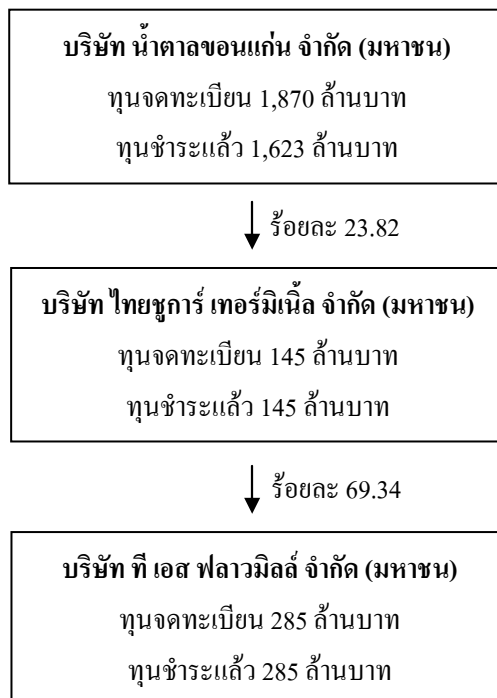 บริษัท น้ำตาลขอนแก่น จำกัด (มหาชน)
ทุนจดทะเบียน 1,870 ล้านบาท
ทุนชำระแล้ว 1,623 ล้านบาท
ร้อยละ 23.82
บริษัท ไทยชูการ์ เทอร์มิเนิ้ล จำกัด (มหาชน)
ทุนจดทะเบียน 145 ล้านบาท
ทุนชำระแล้ว 145 ล้านบาท
ร้อยละ 69.34
บริษัท ที เอส ฟลาวมิลล์ จำกัด (มหาชน)
ทุนจดทะเบียน 285 ล้านบาท
ทุนชำระแล้ว 285 ล้านบาท